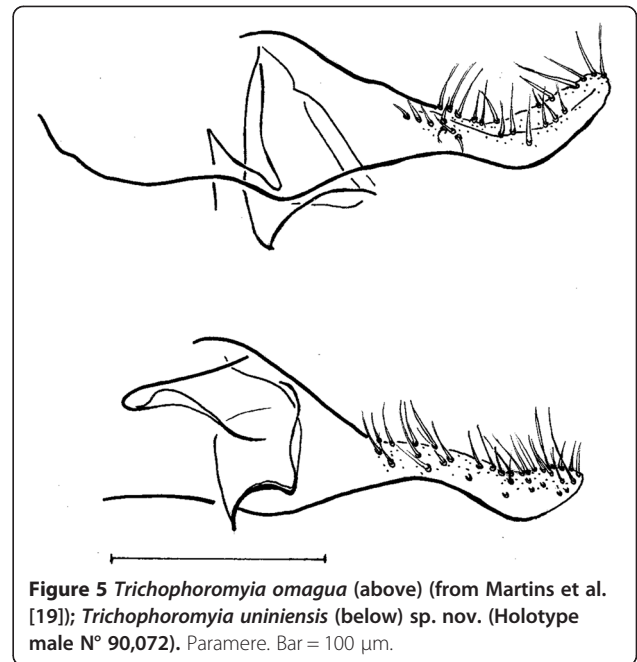 Figure 5 Trichophoromyia omagua (above) (from Martins et al.
[19]); Trichophoromyia uniniensis (below) sp. nov. (Holotype
male N° 90,072). Paramere. Bar = 100 μm.